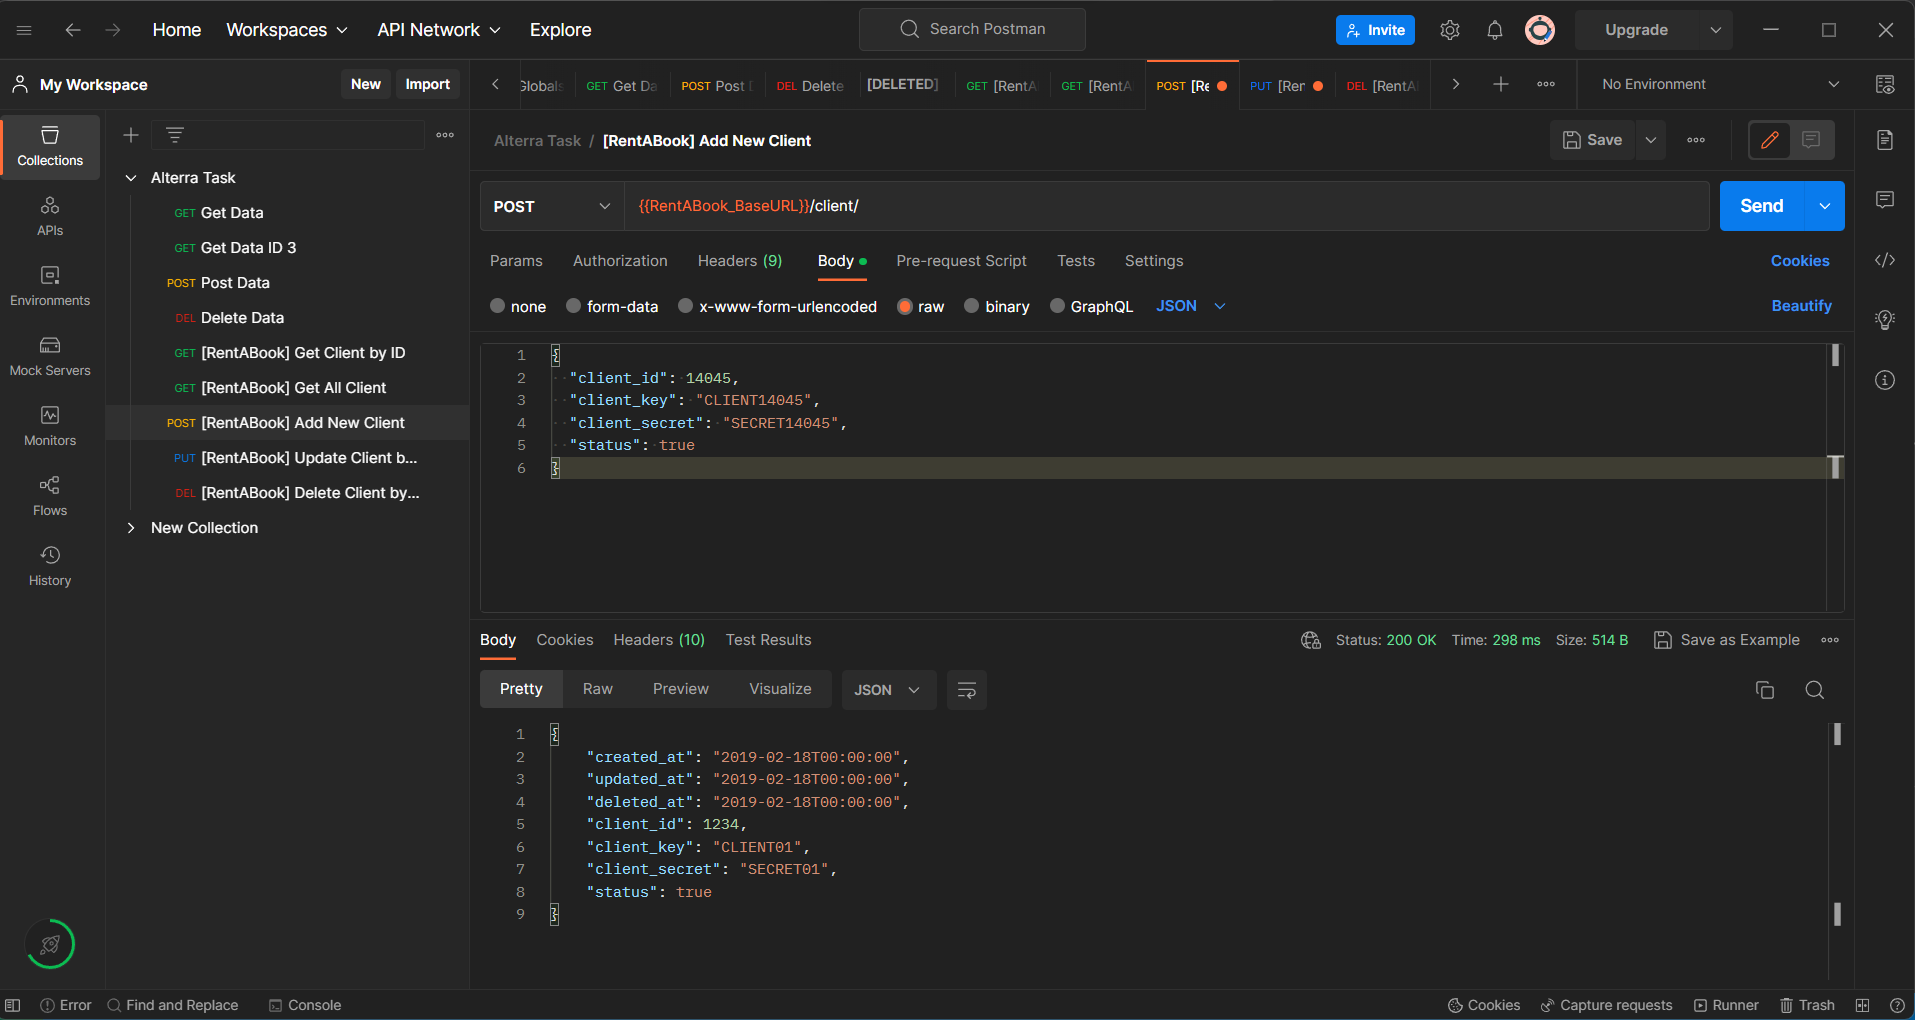 Home Workspaces API Network Explore Search Postman Invite Upgrade
My Workspace New Import
Globals GET Get Da POST Post DEL Delete [DELETED] GET [RentA GET [RentA POST [Re PUT [Ren DEL [RentA No Environment
Collections
APIs
Environments
Mock Servers
Monitors
Flows
History
Alterra Task
GET Get Data
GET Get Data ID 3
POST Post Data
DEL Delete Data
GET [RentABook] Get Client by ID
GET [RentABook] Get All Client
POST [RentABook] Add New Client
PUT [RentABook] Update Client b...
DEL [RentABook] Delete Client by...
New Collection
Alterra Task / [RentABook] Add New Client Save
POST {{RentABook_BaseURL}}/client/ Send
Params Authorization Headers (9) Body Pre-request Script Tests Settings Cookies
none form-data x-www-form-urlencoded raw binary GraphQL JSON Beautify
1 {
2 "client_id": 14045,
3 "client_key": "CLIENT14045",
4 "client_secret": "SECRET14045",
5 "status": true
6 }
Body Cookies Headers (10) Test Results Status: 200 OK Time: 298 ms Size: 514 B Save as Example
Pretty Raw Preview Visualize JSON
1 {
2 "created_at": "2019-02-18T00:00:00",
3 "updated_at": "2019-02-18T00:00:00",
4 "deleted_at": "2019-02-18T00:00:00",
5 "client_id": 1234,
6 "client_key": "CLIENT01",
7 "client_secret": "SECRET01",
8 "status": true
9 }
Error Find and Replace Console Cookies Capture requests Runner Trash